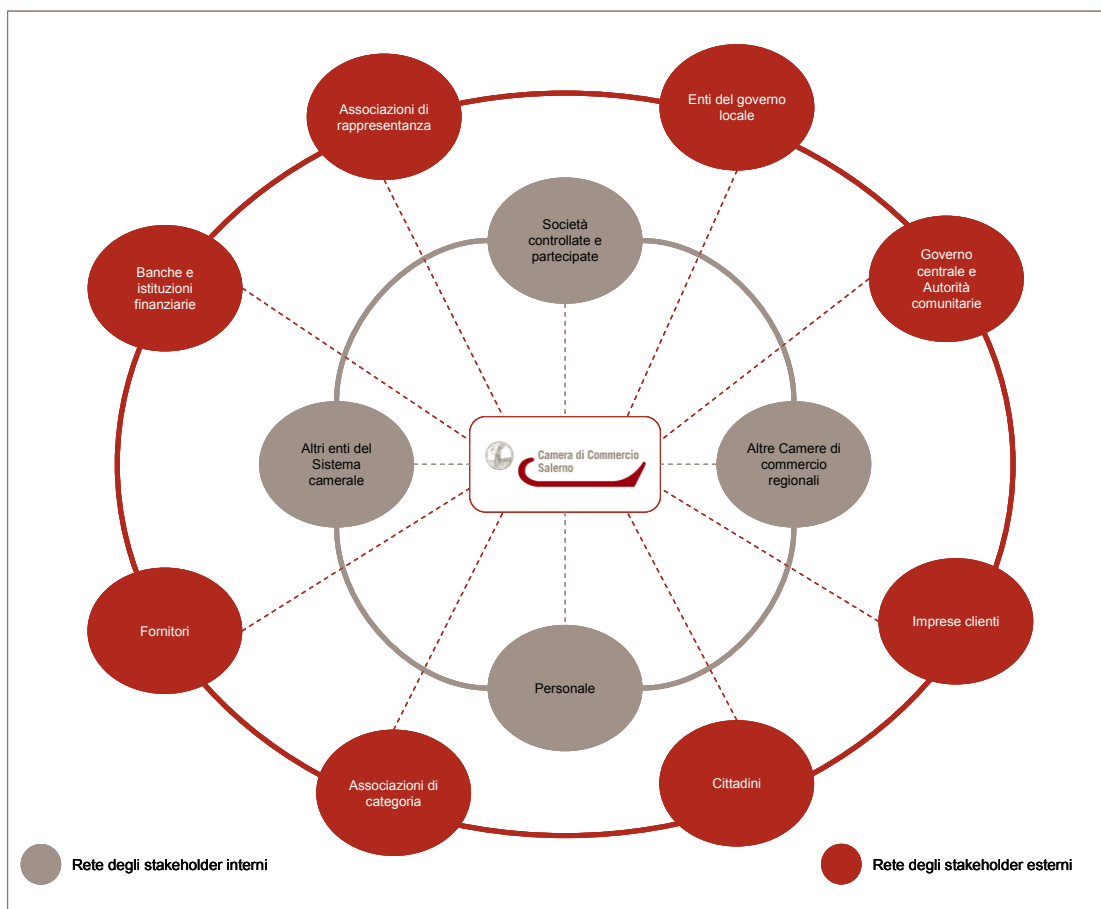 Associazioni di
rappresentanza
Enti del governo
locale
Società
controllate e
partecipate
Banche e
istituzioni
finanziarie
Governo
centrale e
Autorità
comunitarie
Altri enti del
Sistema
camerale
Camera di Commercio
Salerno
Altre Camere di
commercio
regionali
Fornitori
Imprese clienti
Personale
Associazioni di
categoria
Cittadini
Rete degli stakeholder interni
Rete degli stakeholder esterni